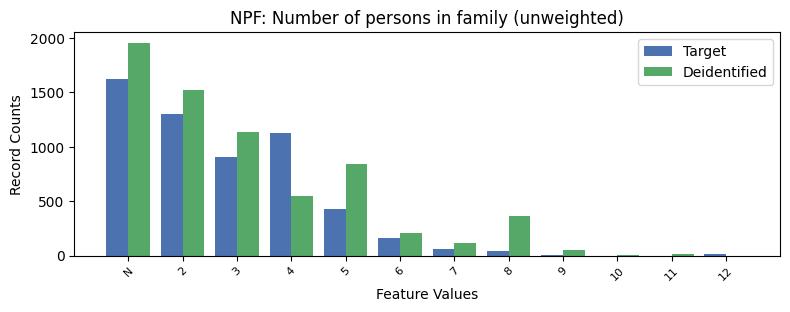 NPF: Number of persons in family (unweighted)
Target
Deidentified
Record Counts
2000
1500
1000
500
0
N 2 3 4 5 6 7 8 9 10 11 12
Feature Values